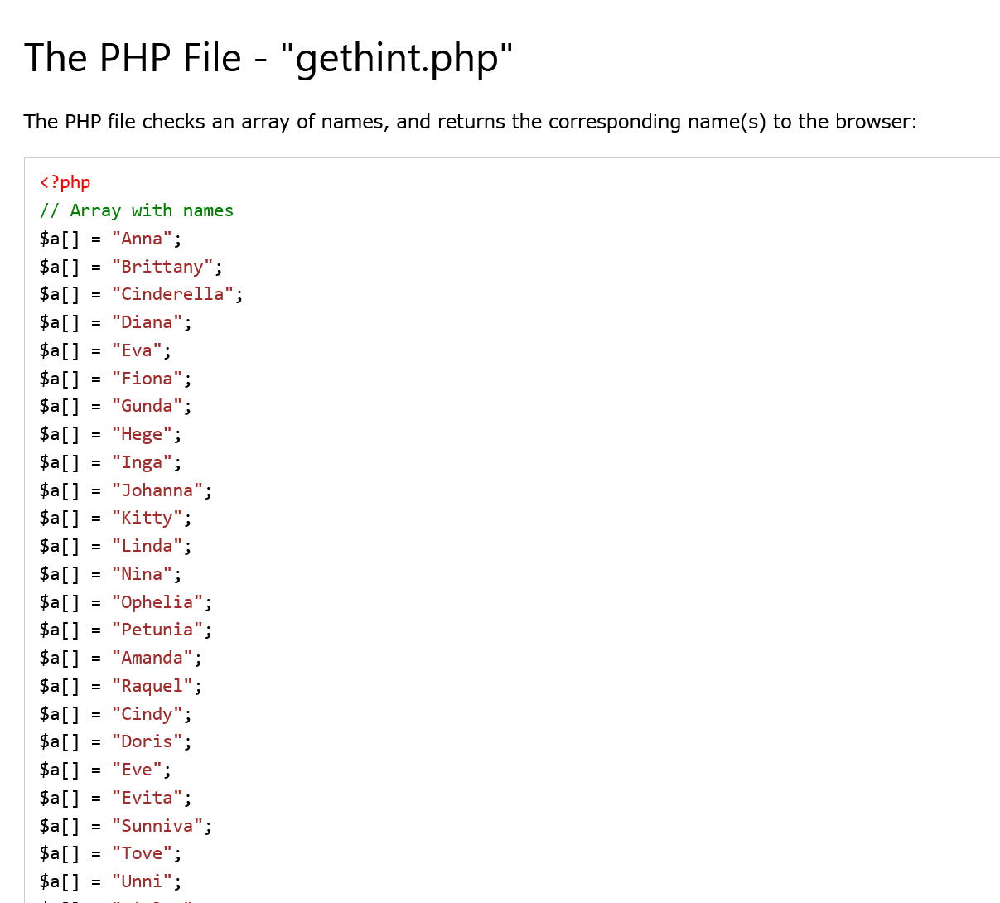 The PHP File - "gethint.php"
The PHP file checks an array of names, and returns the corresponding name(s) to the browser:
<?php
// Array with names
$a[] = "Anna";
$a[] = "Brittany";
$a[] = "Cinderella";
$a[] = "Diana";
$a[] = "Eva";
$a[] = "Fiona";
$a[] = "Gunda";
$a[] = "Hege";
$a[] = "Inga";
$a[] = "Johanna";
$a[] = "Kitty";
$a[] = "Linda";
$a[] = "Nina";
$a[] = "Ophelia";
$a[] = "Petunia";
$a[] = "Amanda";
$a[] = "Raquel";
$a[] = "Cindy";
$a[] = "Doris";
$a[] = "Eve";
$a[] = "Evita";
$a[] = "Sunniva";
$a[] = "Tove";
$a[] = "Unni";